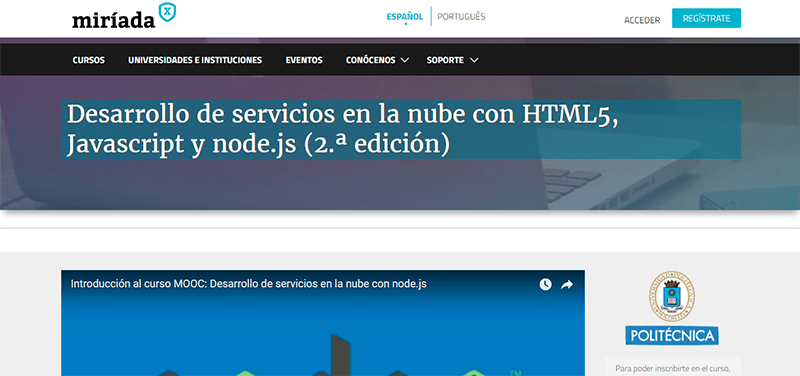 miríada X
ESPAÑOL PORTUGUÊS
ACCEDER REGÍSTRATE
CURSOS UNIVERSIDADES E INSTITUCIONES EVENTOS CONÓCENOS SOPORTE
Desarrollo de servicios en la nube con HTML5,
Javascript y node.js (2.ª edición)
Introducción al curso MOOC: Desarrollo de servicios en la nube con node.js
TM
POLITÉCNICA
Para poder inscribirte en el curso,